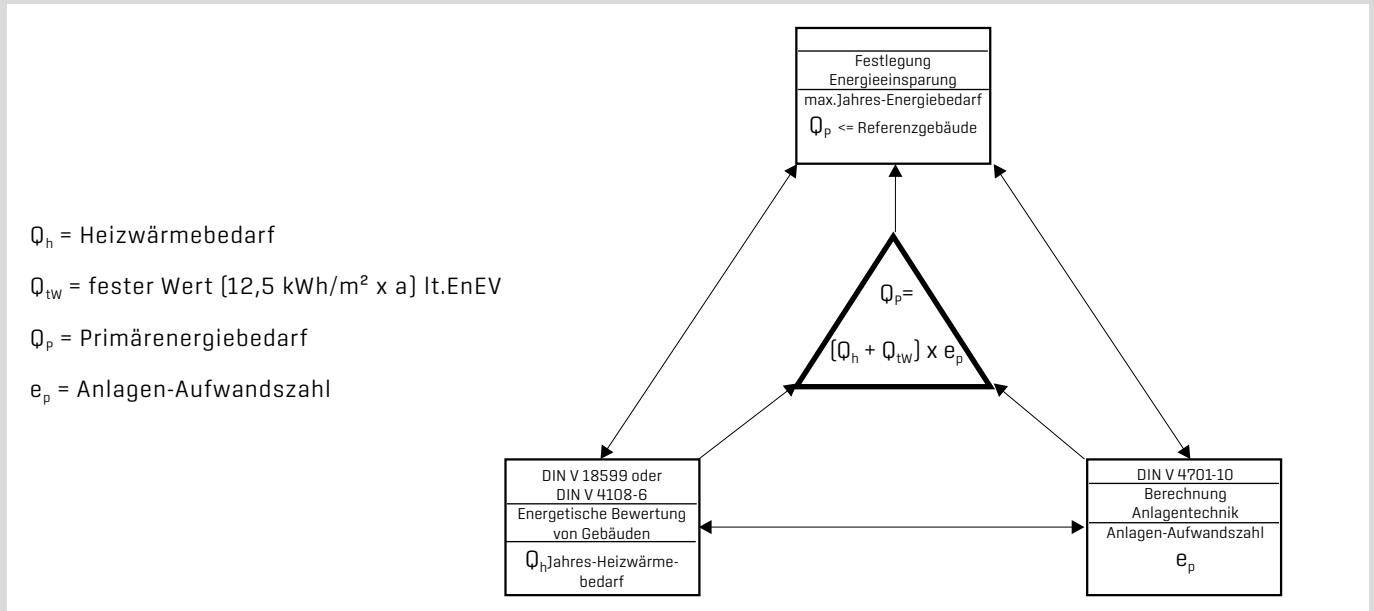 Festlegung
Energieeinsparung
max.Jahres-Energiebedarf
Qp <= Referenzgebäude
Qh = Heizwärmebedarf
QtW = fester Wert (12,5 kWh/m² x a) lt.EnEV
QP = Primärenergiebedarf
ep = Anlagen-Aufwandszahl
QP=
(Qh + QtW) x ep
DIN V 18599 oder
DIN V 4108-6
Energetische Bewertung
von Gebäuden
QhJahres-Heizwärme-
bedarf
DIN V 4701-10
Berechnung
Anlagentechnik
Anlagen-Aufwandszahl
ep